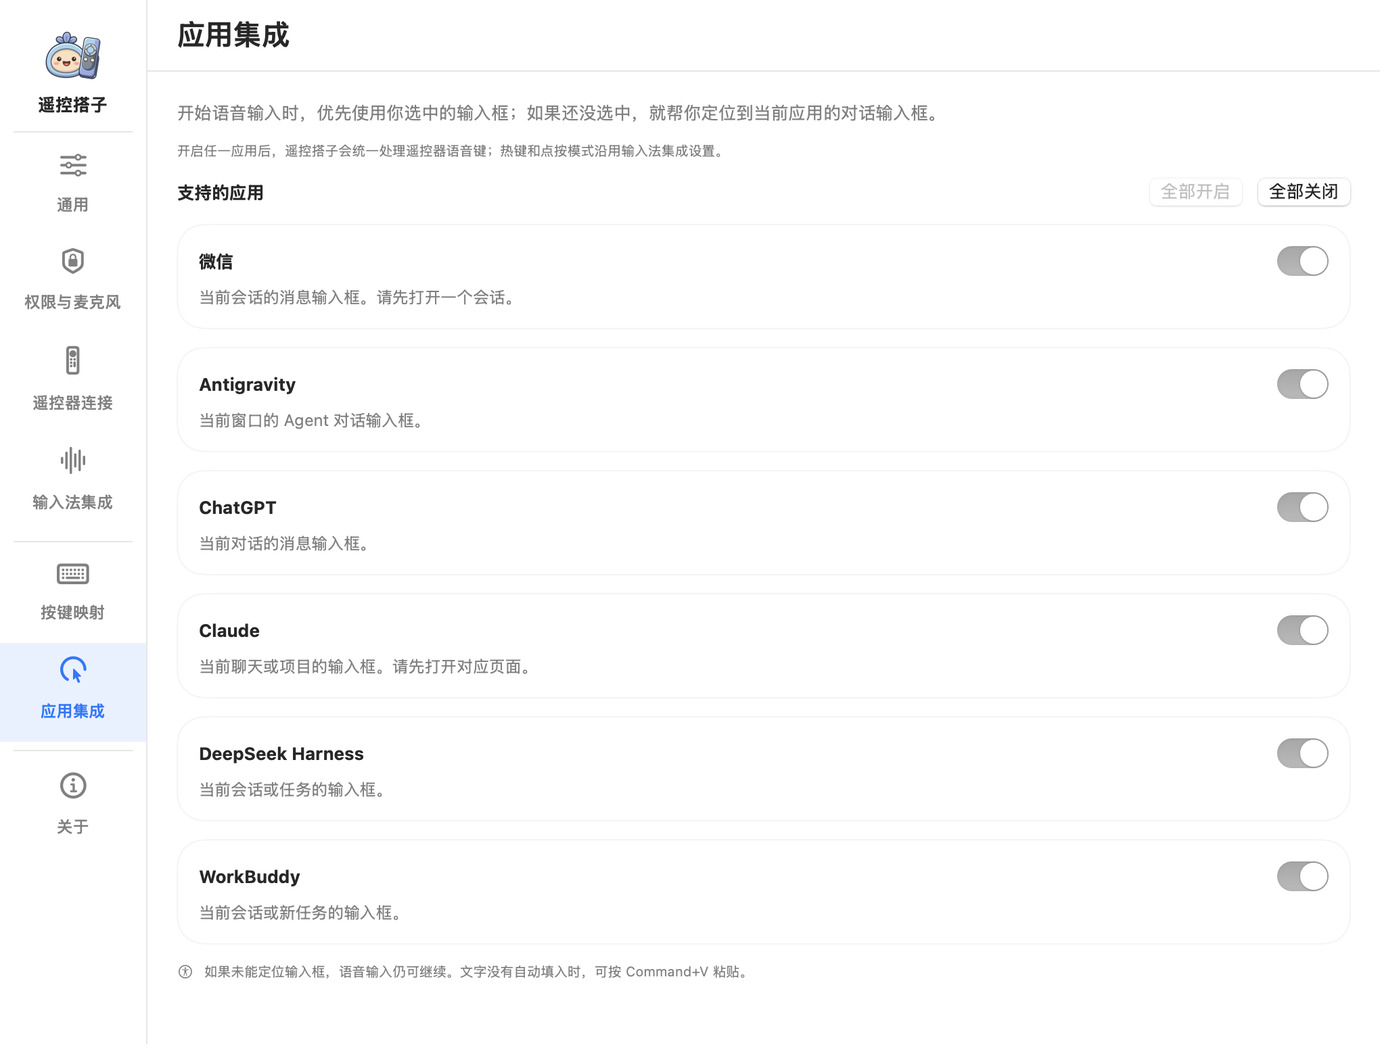 遥控搭子
通用
权限与麦克风
遥控器连接
输入法集成
按键映射
应用集成
关于
应用集成
开始语音输入时，优先使用你选中的输入框；如果还没选中，就帮你定位到当前应用的对话输入框。
开启任一应用后，遥控搭子会统一处理遥控器语音键；热键和点按模式沿用输入法集成设置。
支持的应用
全部开启
全部关闭
微信
当前会话的消息输入框。请先打开一个会话。
Antigravity
当前窗口的 Agent 对话输入框。
ChatGPT
当前对话的消息输入框。
Claude
当前聊天或项目的输入框。请先打开对应页面。
DeepSeek Harness
当前会话或任务的输入框。
WorkBuddy
当前会话或新任务的输入框。
如果未能定位输入框，语音输入仍可继续。文字没有自动填入时，可按 Command+V 粘贴。